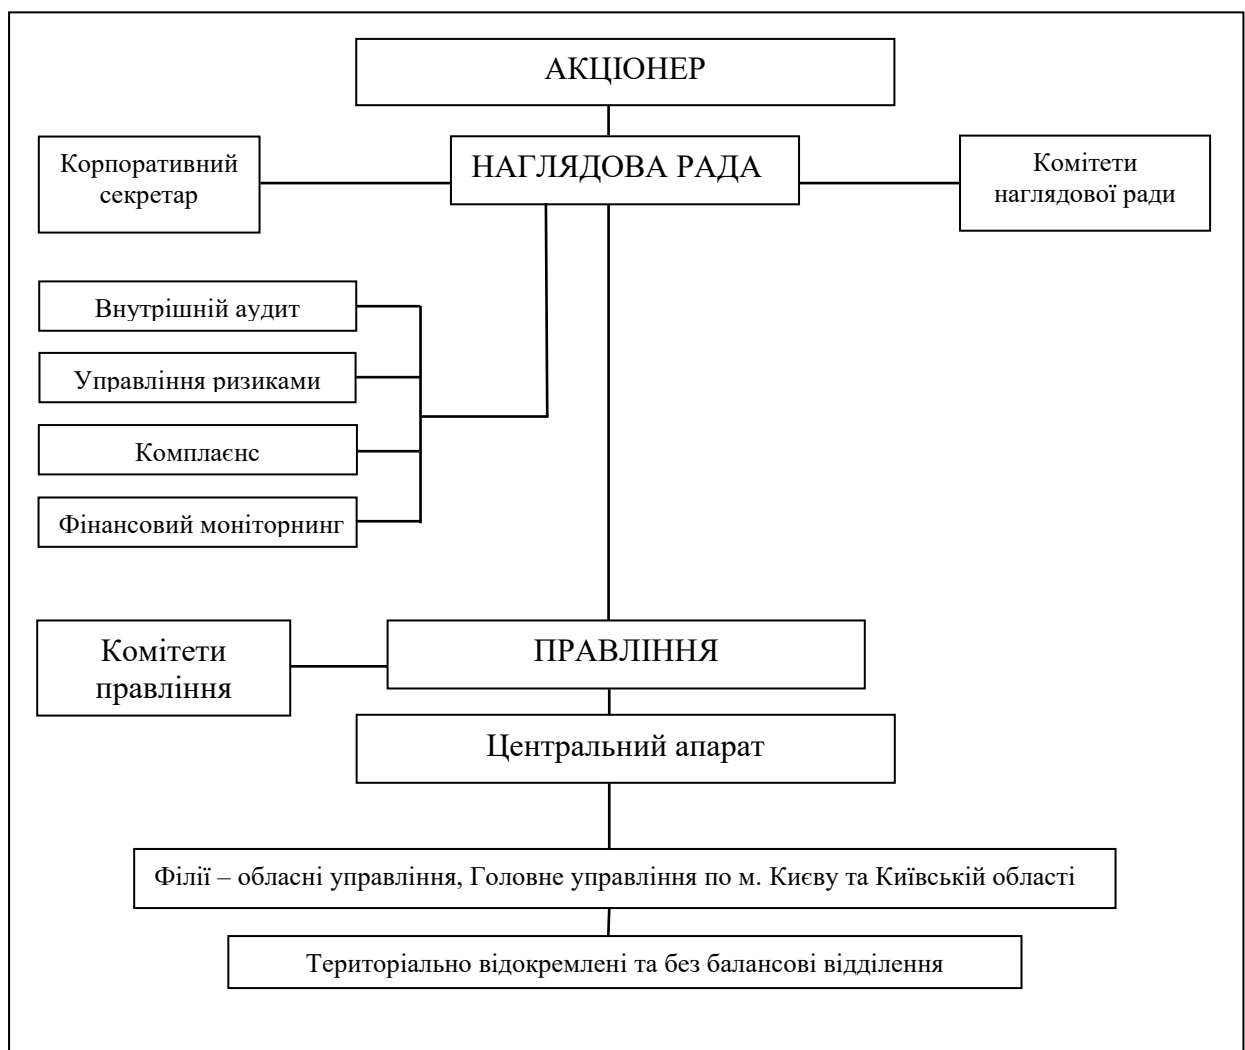 АКЦІОНЕР
Корпоративний
секретар
НАГЛЯДОВА РАДА
Комітети
наглядової ради
Внутрішній аудит
Управління ризиками
Комплаєнс
Фінансовий моніторнинг
Комітети
правління
ПРАВЛІННЯ
Центральний апарат
Філії – обласні управління, Головне управління по м. Києву та Київській області
Територіально відокремлені та без балансові відділення